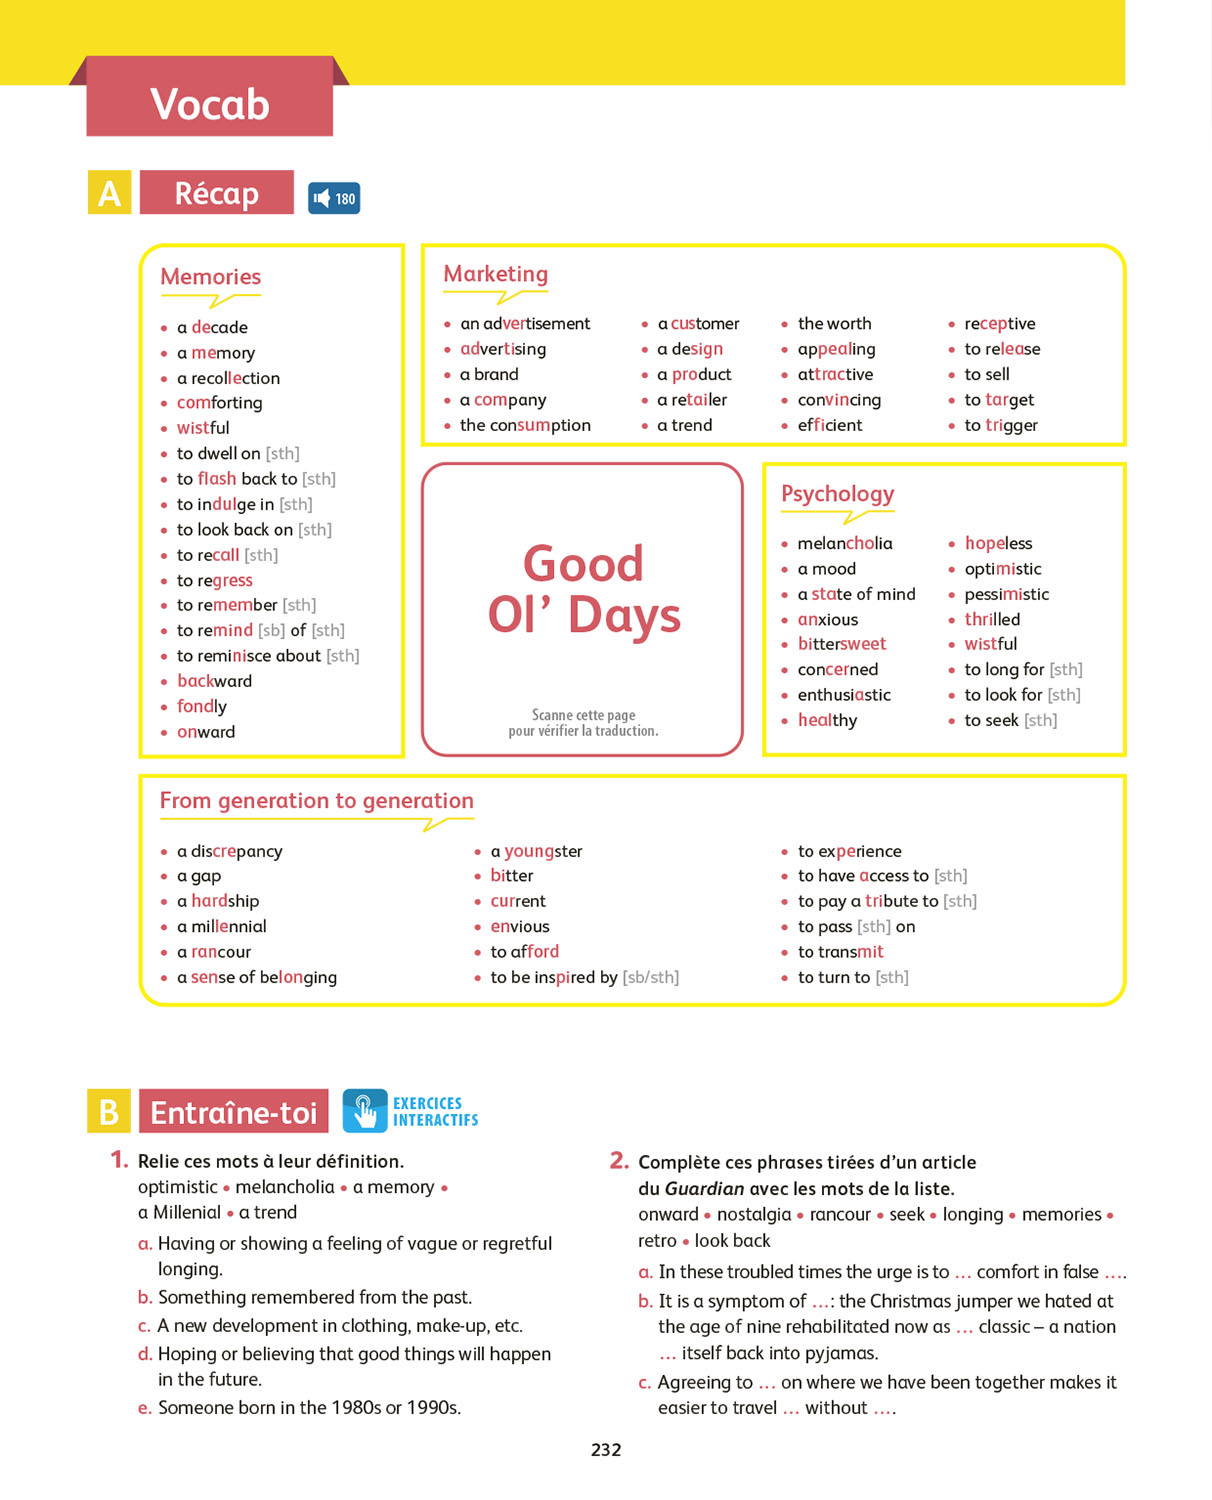 Vocab
A Récap 180
Memories
• a decade
• a memory
• a recollection
• comforting
• wistful
• to dwell on [sth]
• to flash back to [sth]
• to indulge in [sth]
• to look back on [sth]
• to recall [sth]
• to regress
• to remember [sth]
• to remind [sb] of [sth]
• to reminisce about [sth]
• backward
• fondly
• onward
Marketing
• an advertisement
• advertising
• a brand
• a company
• the consumption
• a customer
• a design
• a product
• a retailer
• a trend
• the worth
• appealing
• attractive
• convincing
• efficient
• receptive
• to release
• to sell
• to target
• to trigger
Good
Ol’ Days
Scanne cette page
pour vérifier la traduction.
Psychology
• melancholia
• a mood
• a state of mind
• anxious
• bittersweet
• concerned
• enthusiastic
• healthy
• hopeless
• optimistic
• pessimistic
• thrilled
• wistful
• to long for [sth]
• to look for [sth]
• to seek [sth]
From generation to generation
• a discrepancy
• a gap
• a hardship
• a millennial
• a rancour
• a sense of belonging
• a youngster
• bitter
• current
• envious
• to afford
• to be inspired by [sb/sth]
• to experience
• to have access to [sth]
• to pay a tribute to [sth]
• to pass [sth] on
• to transmit
• to turn to [sth]
B Entraîne-toi EXERCICES
INTERACTIFS
1. Relie ces mots à leur définition.
optimistic • melancholia • a memory •
a Millenial • a trend
a. Having or showing a feeling of vague or regretful
longing.
b. Something remembered from the past.
c. A new development in clothing, make-up, etc.
d. Hoping or believing that good things will happen
in the future.
e. Someone born in the 1980s or 1990s.
2. Complète ces phrases tirées d’un article
du Guardian avec les mots de la liste.
onward • nostalgia • rancour • seek • longing • memories •
retro • look back
a. In these troubled times the urge is to ... comfort in false ....
b. It is a symptom of ...: the Christmas jumper we hated at
the age of nine rehabilitated now as ... classic – a nation
... itself back into pyjamas.
c. Agreeing to ... on where we have been together makes it
easier to travel ... without ....
232